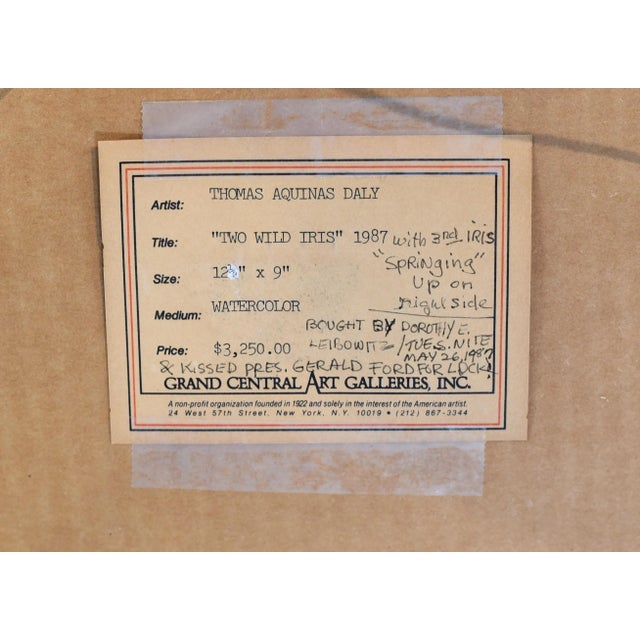 Artist: THOMAS AQUINAS DALY
Title: "TWO WILD IRIS" 1987 with 3rd IRIS
"SPRiNging"
Size: 12½" x 9" Up on
right side
Medium: WATERCOLOR
BOUGHT BY DOROTHY E.
Price: $3,250.00 LEIBOWITZ/TUES. NITE
MAY 26, 1987
& KISSED PRES. GERALD FORD FOR LUCK!
GRAND CENTRAL ART GALLERIES, INC.
A non-profit organization founded in 1922 and solely in the interest of the American artist.
24 West 57th Street, New York, N.Y. 10019 • (212) 867-3344